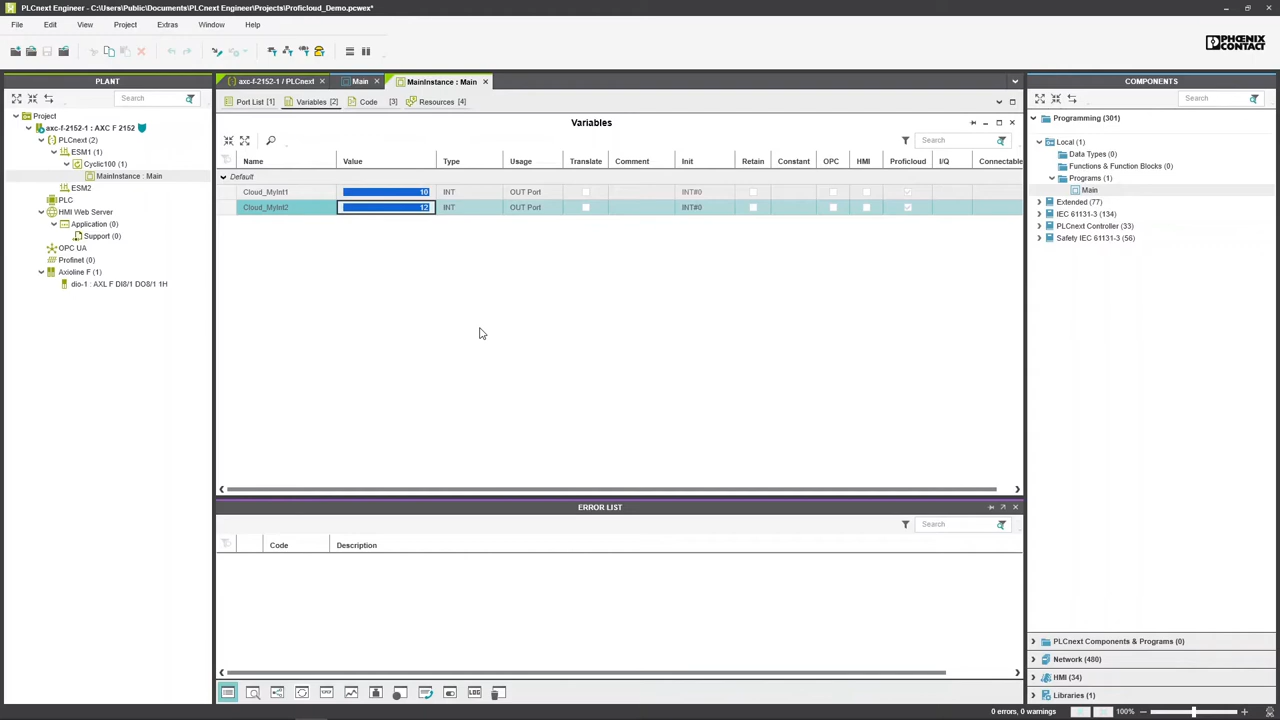 PLCnext Engineer - C:\Users\Public\Documents\PLCnext Engineer\Projects\Proficloud_Demo.pcwex*
File Edit View Project Extras Window Help
PHŒNIX CONTACT
PLANT
Search
Project
axc-f-2152-1 : AXC F 2152
PLCnext (2)
ESM1 (1)
Cyclic100 (1)
MainInstance : Main
ESM2
PLC
HMI Web Server
Application (0)
Support (0)
OPC UA
Profinet (0)
Axioline F (1)
dio-1 : AXL F DI8/1 DO8/1 1H
axc-f-2152-1 / PLCnext Main MainInstance : Main
Port List [1] Variables [2] Code [3] Resources [4]
Variables
Search
Name Value Type Usage Translate Comment Init Retain Constant OPC HMI Proficloud I/Q Connectable
Default
Cloud_MyInt1 10 INT OUT Port INT#0
Cloud_MyInt2 12 INT OUT Port INT#0
ERROR LIST
Search
Code Description
LOG
COMPONENTS
Search
Programming (301)
Local (1)
Data Types (0)
Functions & Function Blocks (0)
Programs (1)
Main
Extended (77)
IEC 61131-3 (134)
PLCnext Controller (33)
Safety IEC 61131-3 (56)
PLCnext Components & Programs (0)
Network (480)
HMI (34)
Libraries (1)
0 errors, 0 warnings 100%